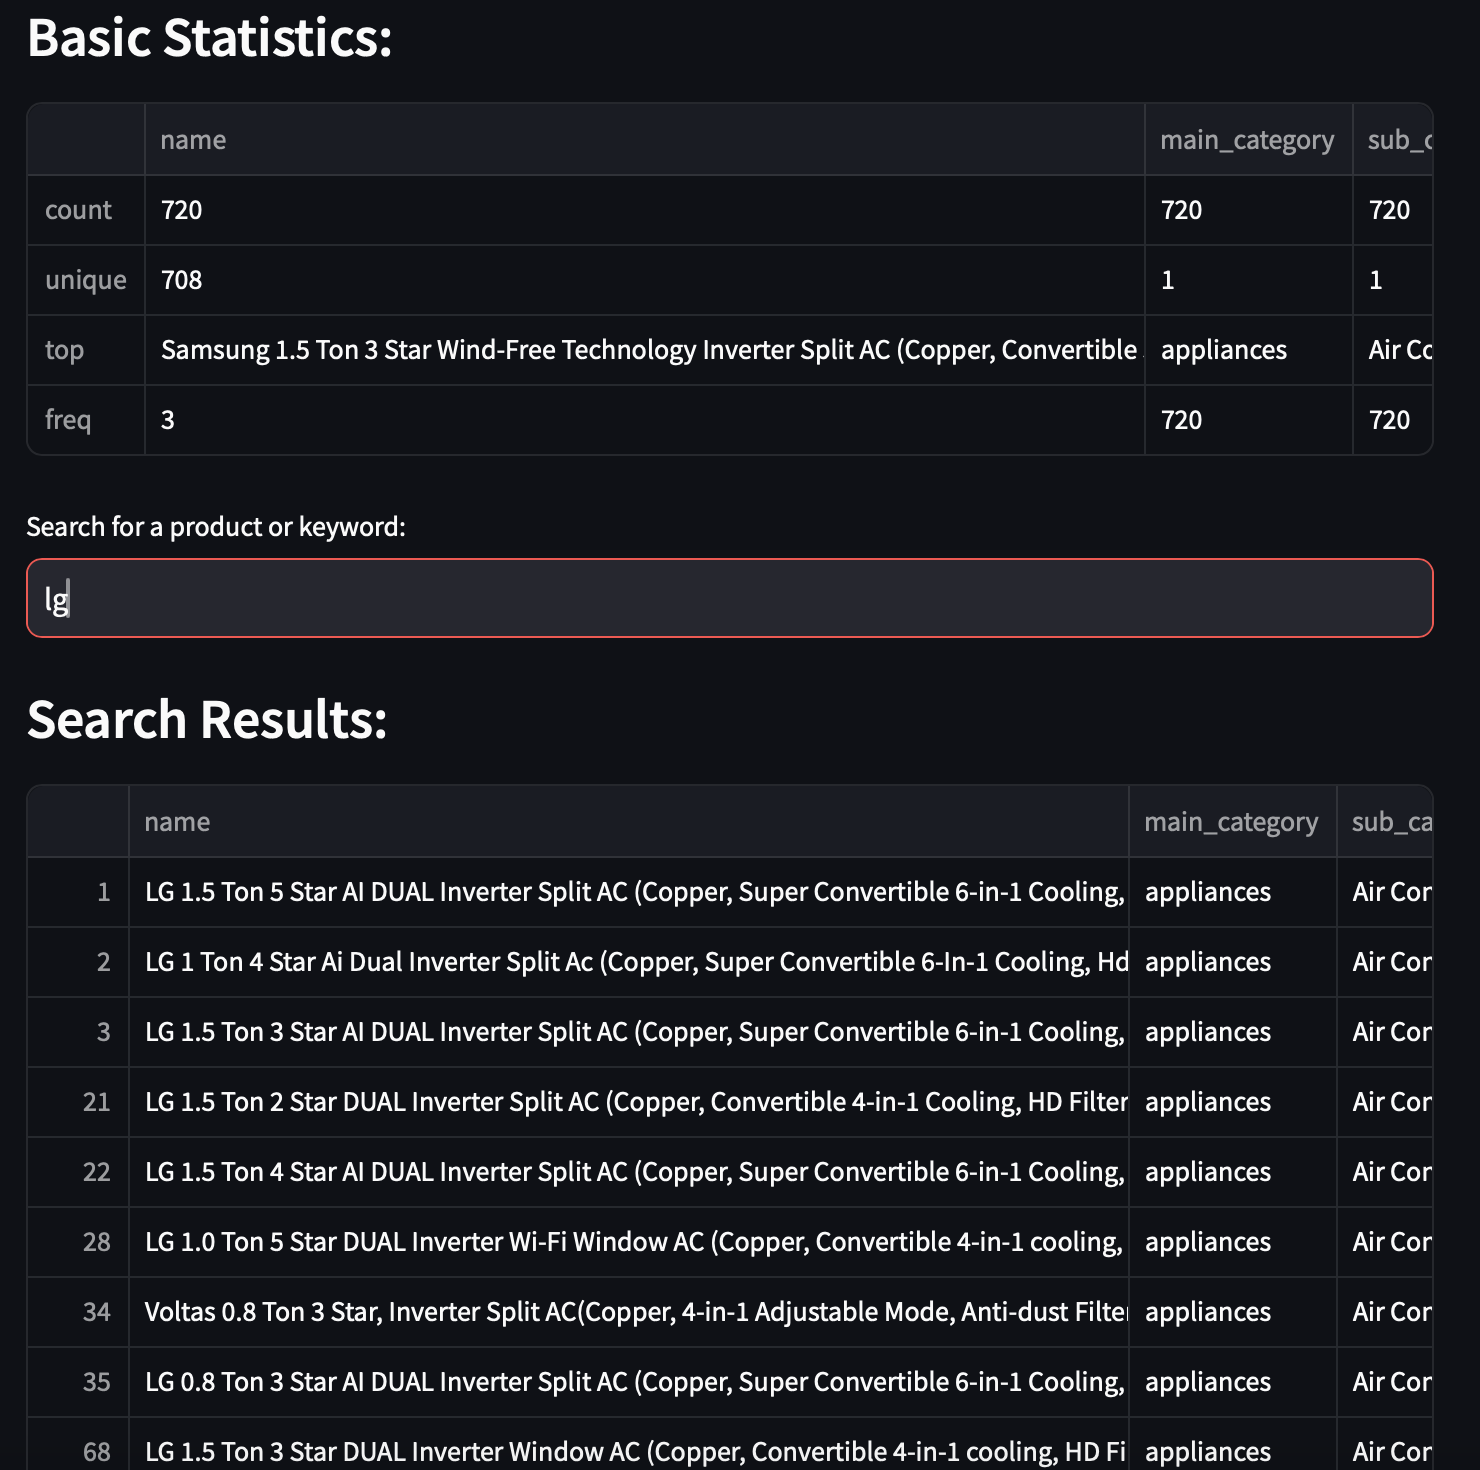 Basic Statistics:
name main_category sub_c
count 720 720 720
unique 708 1 1
top Samsung 1.5 Ton 3 Star Wind-Free Technology Inverter Split AC (Copper, Convertible appliances Air Co
freq 3 720 720
Search for a product or keyword:
lg
Search Results:
name main_category sub_ca
1 LG 1.5 Ton 5 Star AI DUAL Inverter Split AC (Copper, Super Convertible 6-in-1 Cooling, appliances Air Con
2 LG 1 Ton 4 Star Ai Dual Inverter Split Ac (Copper, Super Convertible 6-In-1 Cooling, Hd appliances Air Con
3 LG 1.5 Ton 3 Star AI DUAL Inverter Split AC (Copper, Super Convertible 6-in-1 Cooling, appliances Air Con
21 LG 1.5 Ton 2 Star DUAL Inverter Split AC (Copper, Convertible 4-in-1 Cooling, HD Filter appliances Air Con
22 LG 1.5 Ton 4 Star AI DUAL Inverter Split AC (Copper, Super Convertible 6-in-1 Cooling, appliances Air Con
28 LG 1.0 Ton 5 Star DUAL Inverter Wi-Fi Window AC (Copper, Convertible 4-in-1 cooling, appliances Air Con
34 Voltas 0.8 Ton 3 Star, Inverter Split AC(Copper, 4-in-1 Adjustable Mode, Anti-dust Filter appliances Air Con
35 LG 0.8 Ton 3 Star AI DUAL Inverter Split AC (Copper, Super Convertible 6-in-1 Cooling, appliances Air Con
68 LG 1.5 Ton 3 Star DUAL Inverter Window AC (Copper, Convertible 4-in-1 cooling, HD Fi appliances Air Con